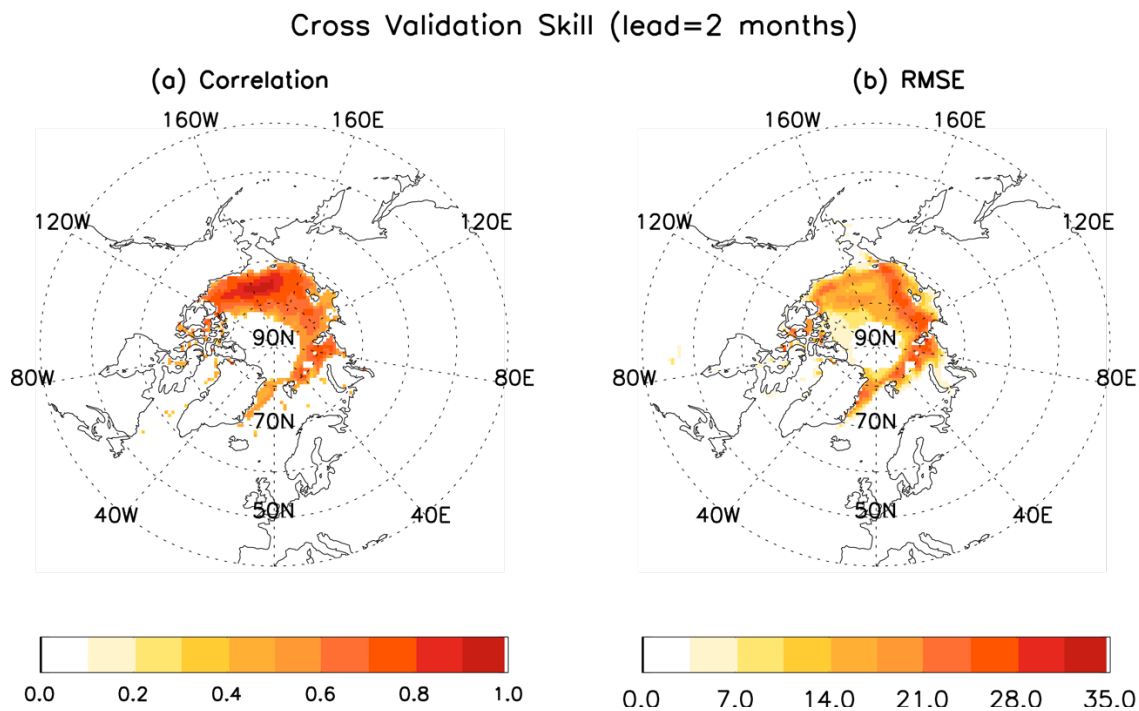 Cross Validation Skill (lead=2 months)
(a) Correlation
160W 160E
120W 120E
90N
80W 80E
70N
50N
40W 40E
0.0 0.2 0.4 0.6 0.8 1.0
(b) RMSE
160W 160E
120W 120E
90N
80W 80E
70N
50N
40W 40E
0.0 7.0 14.0 21.0 28.0 35.0